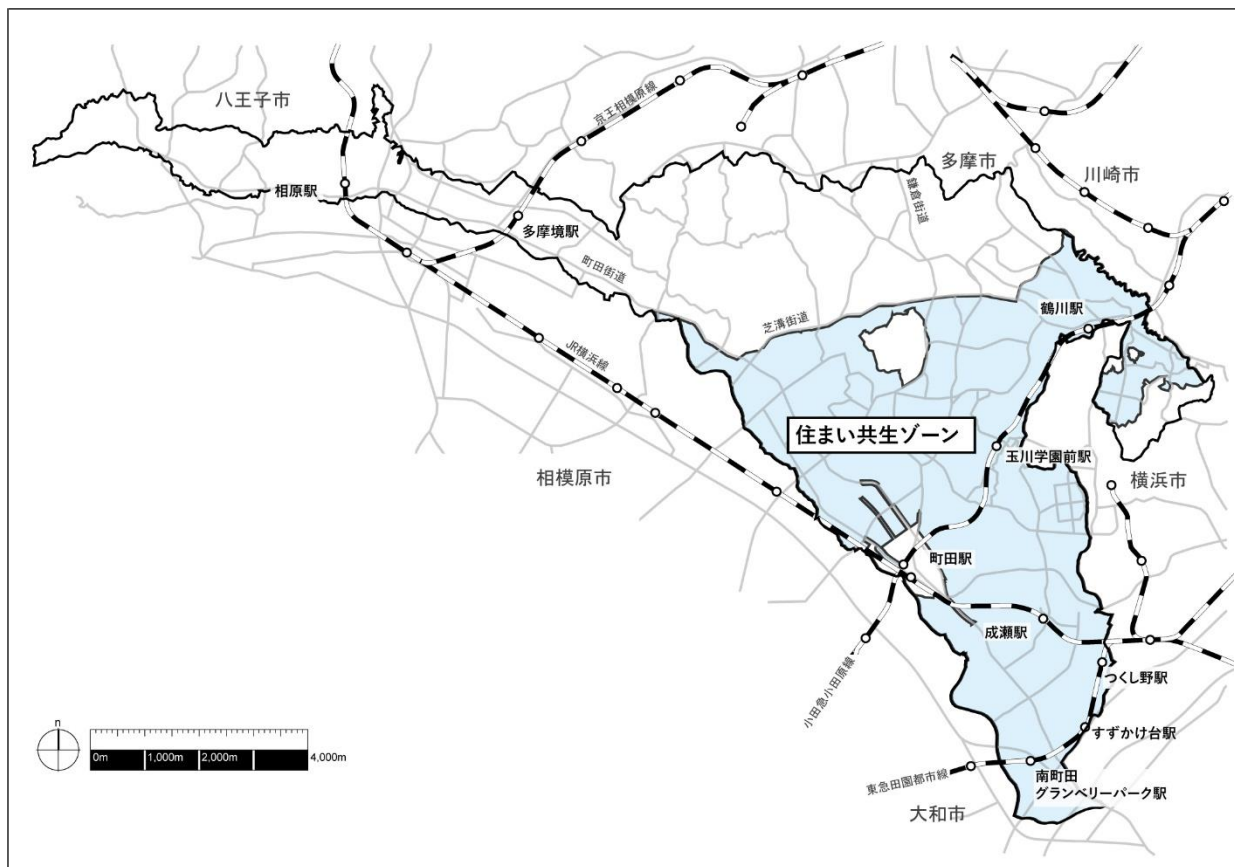 八王子市
京王相模原線
多摩市
川崎市
相原駅
鎌倉街道
多摩境駅
町田街道
鶴川駅
芝溝街道
JR横浜線
住まい共生ゾーン
玉川学園前駅
相模原市
横浜市
町田駅
成瀬駅
小田急小田原線
つくし野駅
すずかけ台駅
n
0m 1,000m 2,000m 4,000m
東急田園都市線
南町田
グランベリーパーク駅
大和市